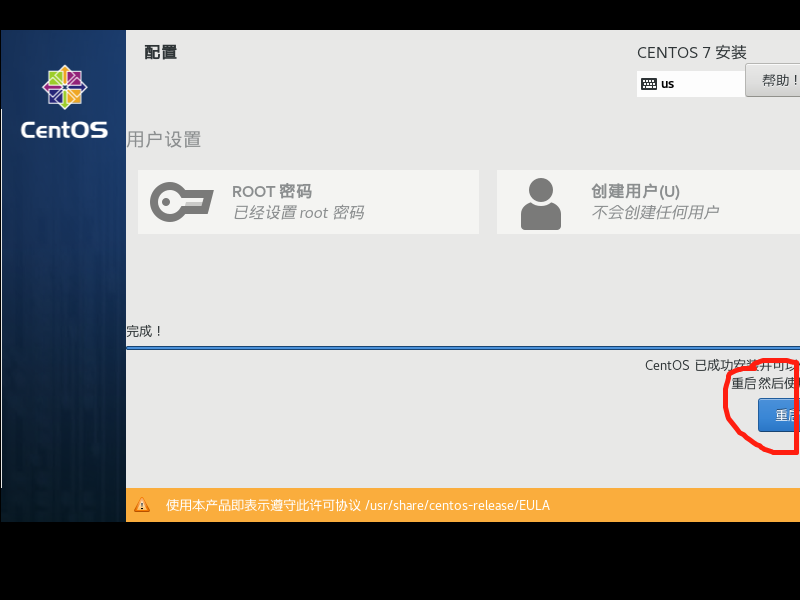 配置
CENTOS 7 安装
us
帮助！
CentOS
用户设置
ROOT 密码
已经设置 root 密码
创建用户(U)
不会创建任何用户
完成！
CentOS 已成功安装并可以
重启然后使
重启
使用本产品即表示遵守此许可协议 /usr/share/centos-release/EULA